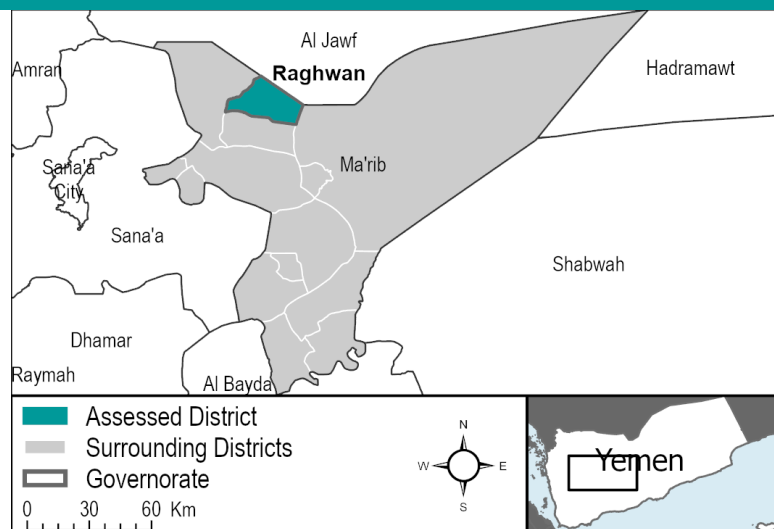 Al Jawf
Amran
Raghwan
Hadramawt
Ma'rib
Sana'a
City
Sana'a
Shabwah
Dhamar
Raymah
Al Bayda
Assessed District
Surrounding Districts
Governorate
0 30 60 Km
N
W E
S
Yemen